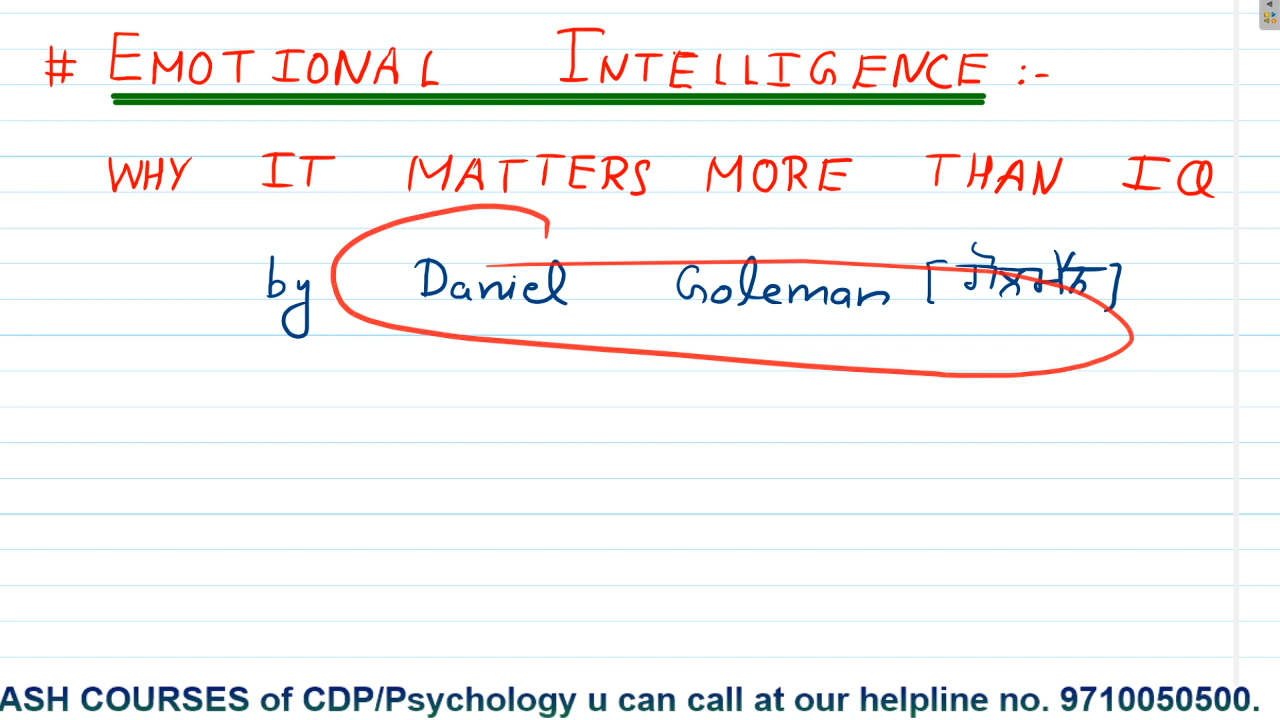 # EMOTIONAL INTELLIGENCE :-
WHY IT MATTERS MORE THAN IQ
by Daniel Goleman
ASH COURSES of CDP/Psychology u can call at our helpline no. 9710050500.